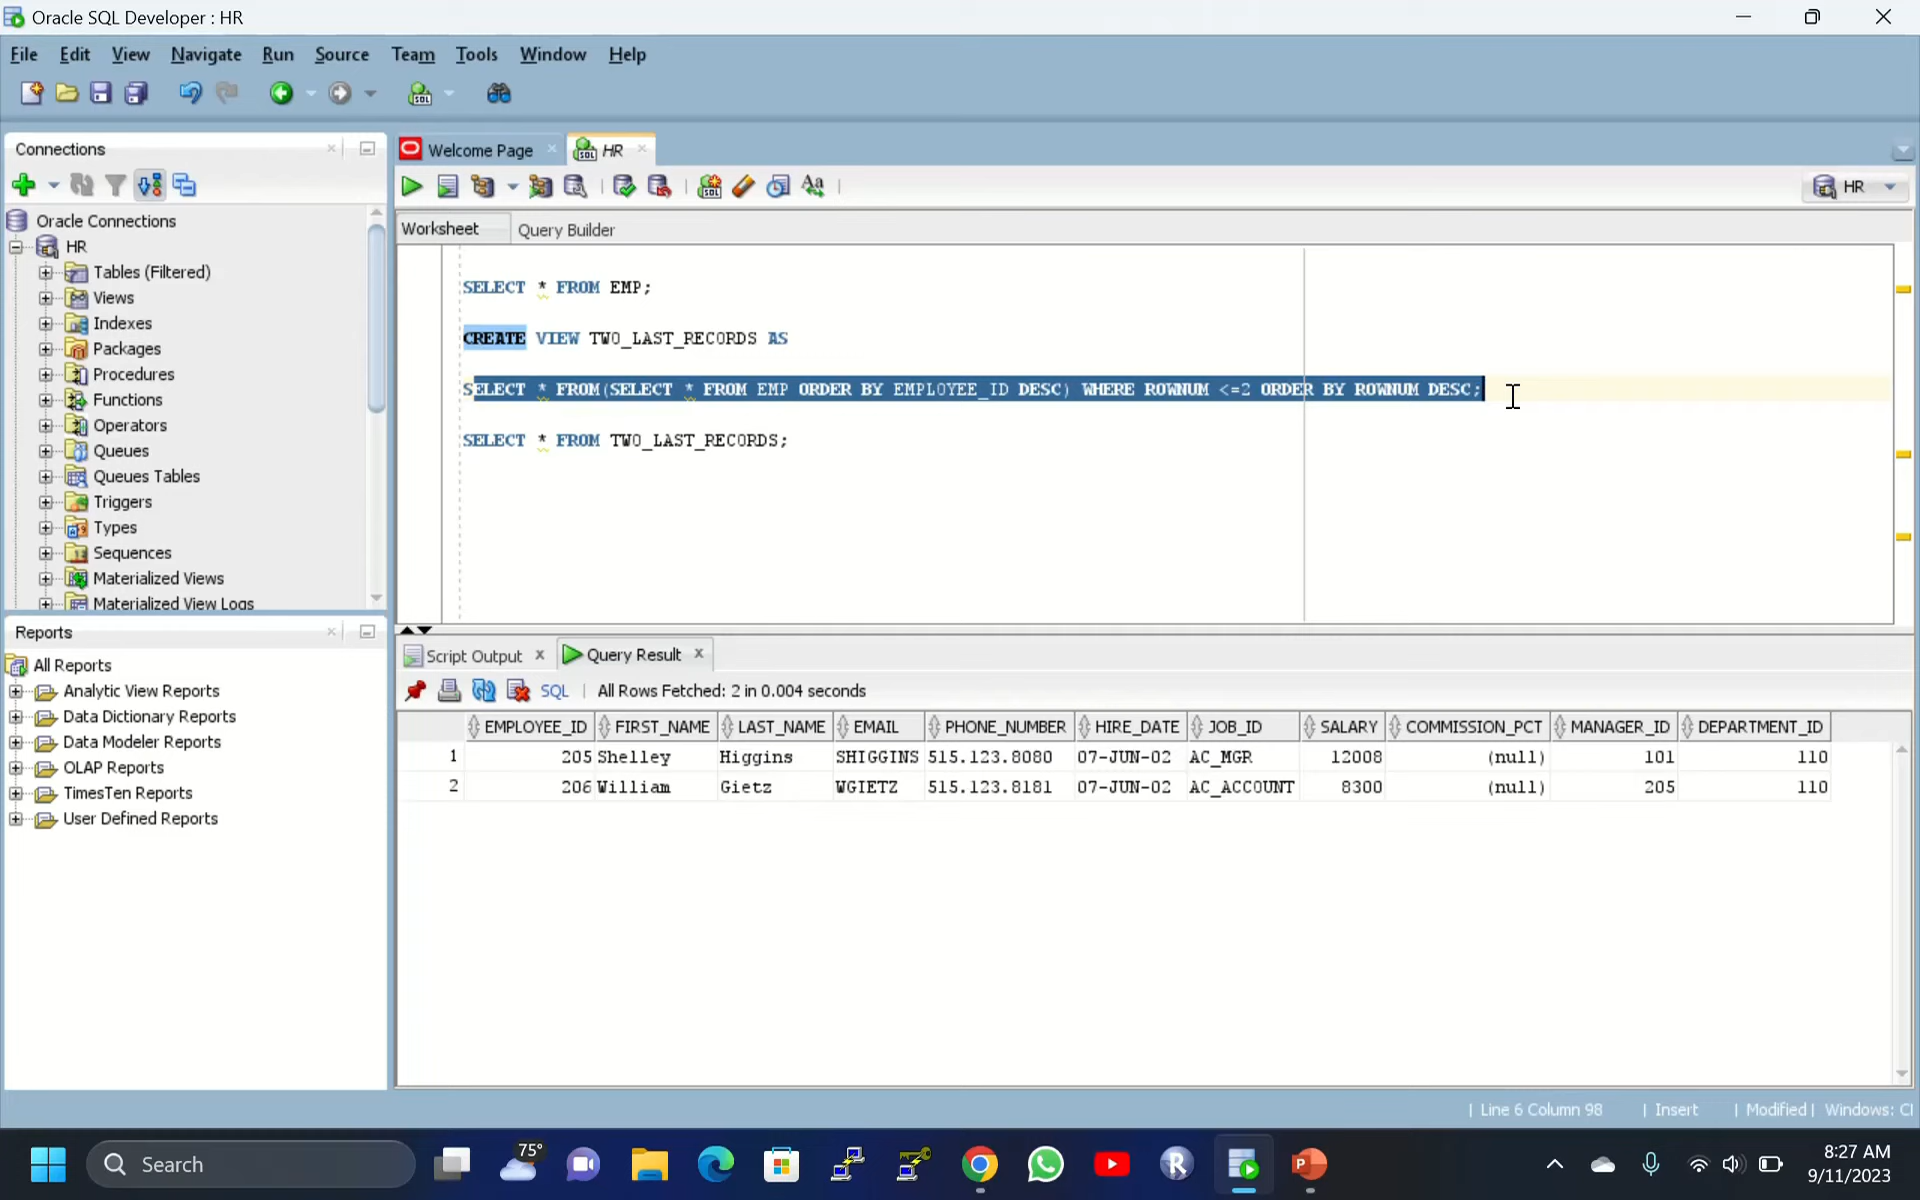 Oracle SQL Developer : HR
File Edit View Navigate Run Source Team Tools Window Help
Connections
Oracle Connections
HR
Tables (Filtered)
Views
Indexes
Packages
Procedures
Functions
Operators
Queues
Queues Tables
Triggers
Types
Sequences
Materialized Views
Materialized View Logs
Reports
All Reports
Analytic View Reports
Data Dictionary Reports
Data Modeler Reports
OLAP Reports
TimesTen Reports
User Defined Reports
Welcome Page HR
HR
Worksheet Query Builder
SELECT * FROM EMP;
CREATE VIEW TWO_LAST_RECORDS AS
SELECT * FROM(SELECT * FROM EMP ORDER BY EMPLOYEE_ID DESC) WHERE ROWNUM <=2 ORDER BY ROWNUM DESC;
SELECT * FROM TWO_LAST_RECORDS;
Script Output Query Result
SQL All Rows Fetched: 2 in 0.004 seconds
EMPLOYEE_ID FIRST_NAME LAST_NAME EMAIL PHONE_NUMBER HIRE_DATE JOB_ID SALARY COMMISSION_PCT MANAGER_ID DEPARTMENT_ID
1 205 Shelley Higgins SHIGGINS 515.123.8080 07-JUN-02 AC_MGR 12008 (null) 101 110
2 206 William Gietz WGIETZ 515.123.8181 07-JUN-02 AC_ACCOUNT 8300 (null) 205 110
Line 6 Column 98 | Insert | Modified | Windows: Cl
Search 75° 8:27 AM
9/11/2023